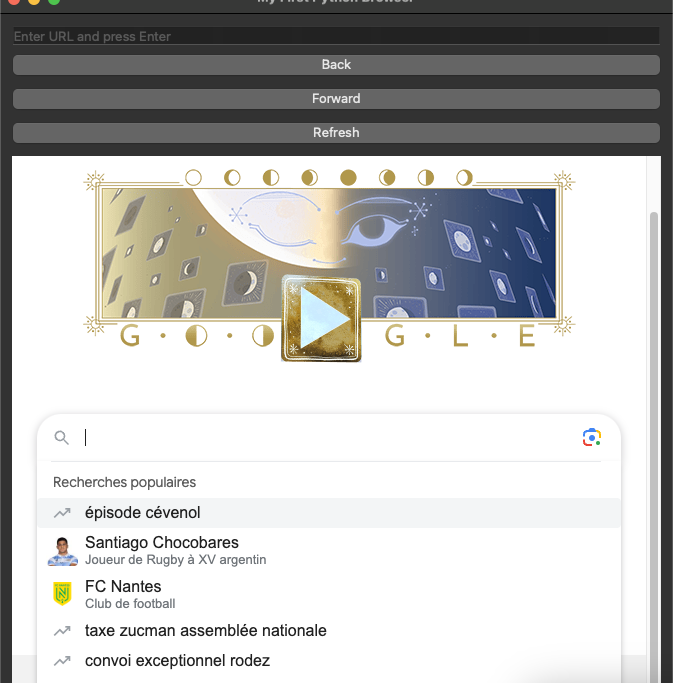 My First Python Browser
Enter URL and press Enter
Back
Forward
Refresh
G · · G · L · E
Recherches populaires
épisode cévenol
Santiago Chocobares
Joueur de Rugby à XV argentin
FC Nantes
Club de football
taxe zucman assemblée nationale
convoi exceptionnel rodez